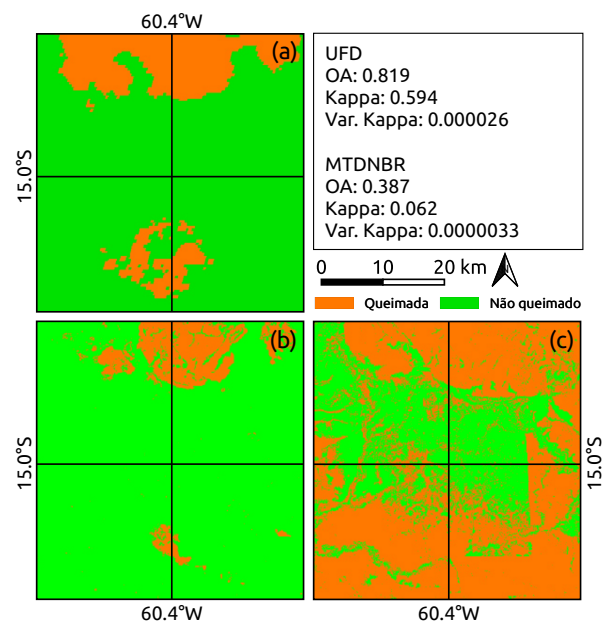 60.4°W
(a)
15.0°S
UFD
OA: 0.819
Kappa: 0.594
Var. Kappa: 0.000026
MTDNBR
OA: 0.387
Kappa: 0.062
Var. Kappa: 0.0000033
0 10 20 km
Queimada Não queimado
(b)
(c)
15.0°S
60.4°W
60.4°W